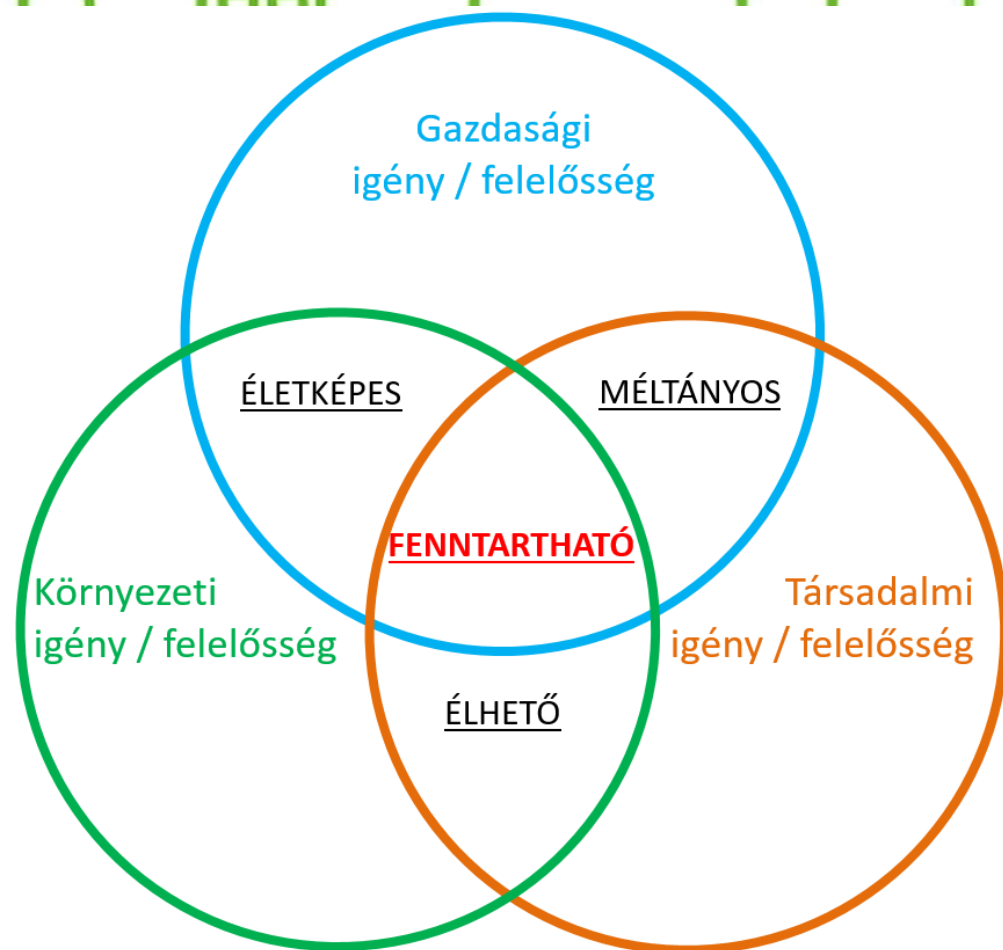 Gazdasági
igény / felelősség
ÉLETKÉPES
MÉLTÁNYOS
FENNTARTHATÓ
Környezeti
igény / felelősség
Társadalmi
igény / felelősség
ÉLHETŐ